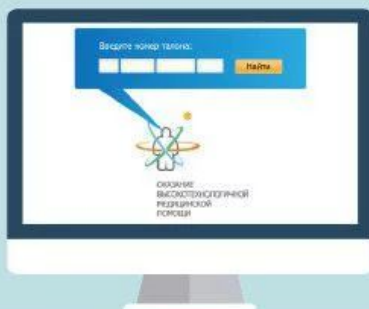 Введите номер талона:
Найти
ОКАЗАНИЕ
ВЫСОКОТЕХНОЛОГИЧНОЙ
МЕДИЦИНСКОЙ
ПОМОЩИ